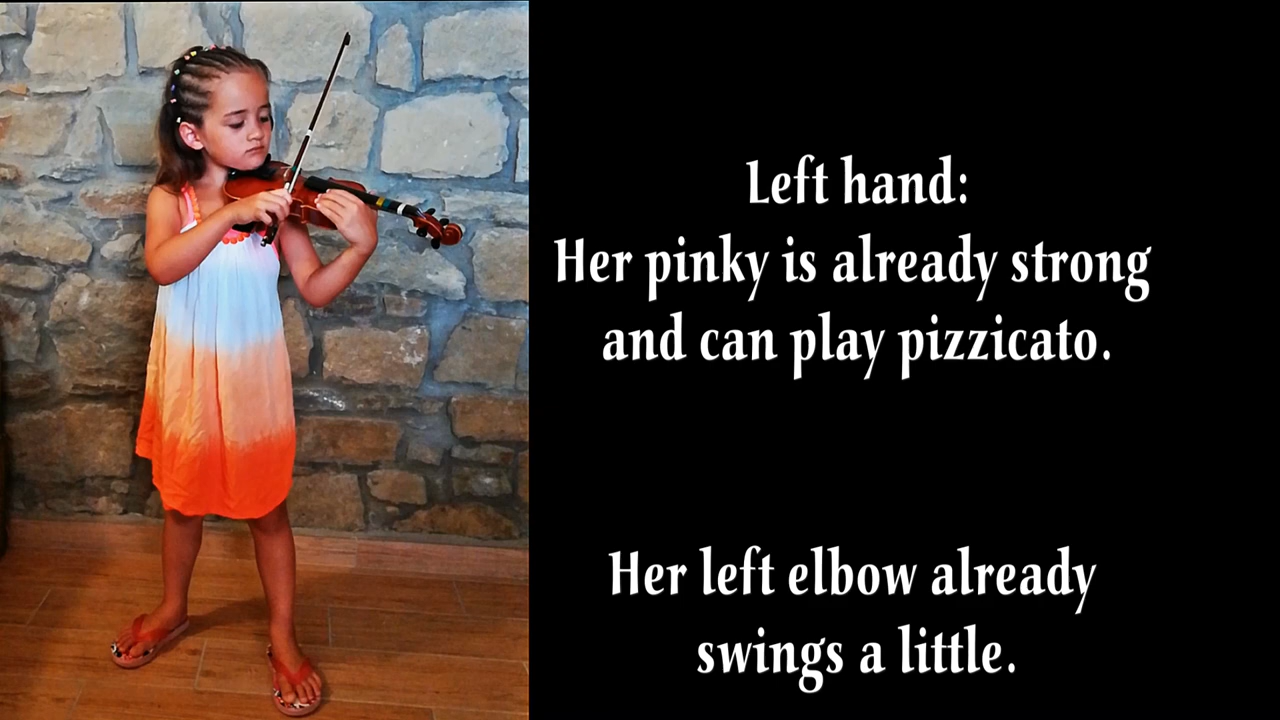 Left hand:
Her pinky is already strong
and can play pizzicato.
Her left elbow already
swings a little.